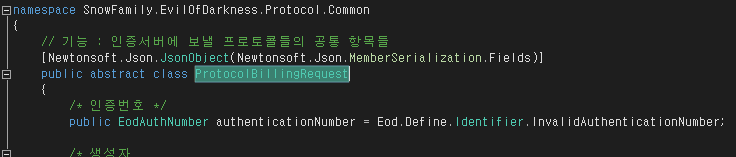 namespace SnowFamily.EvilOfDarkness.Protocol.Common
{
// 기능 : 인증서버에 보낼 프로토콜들의 공통 항목들
[Newtonsoft.Json.JsonObject(Newtonsoft.Json.MemberSerialization.Fields)]
public abstract class ProtocolBillingRequest
{
/* 인증번호 */
public EodAuthNumber authenticationNumber = Eod.Define.Identifier.InvalidAuthenticationNumber;
/* 생성자